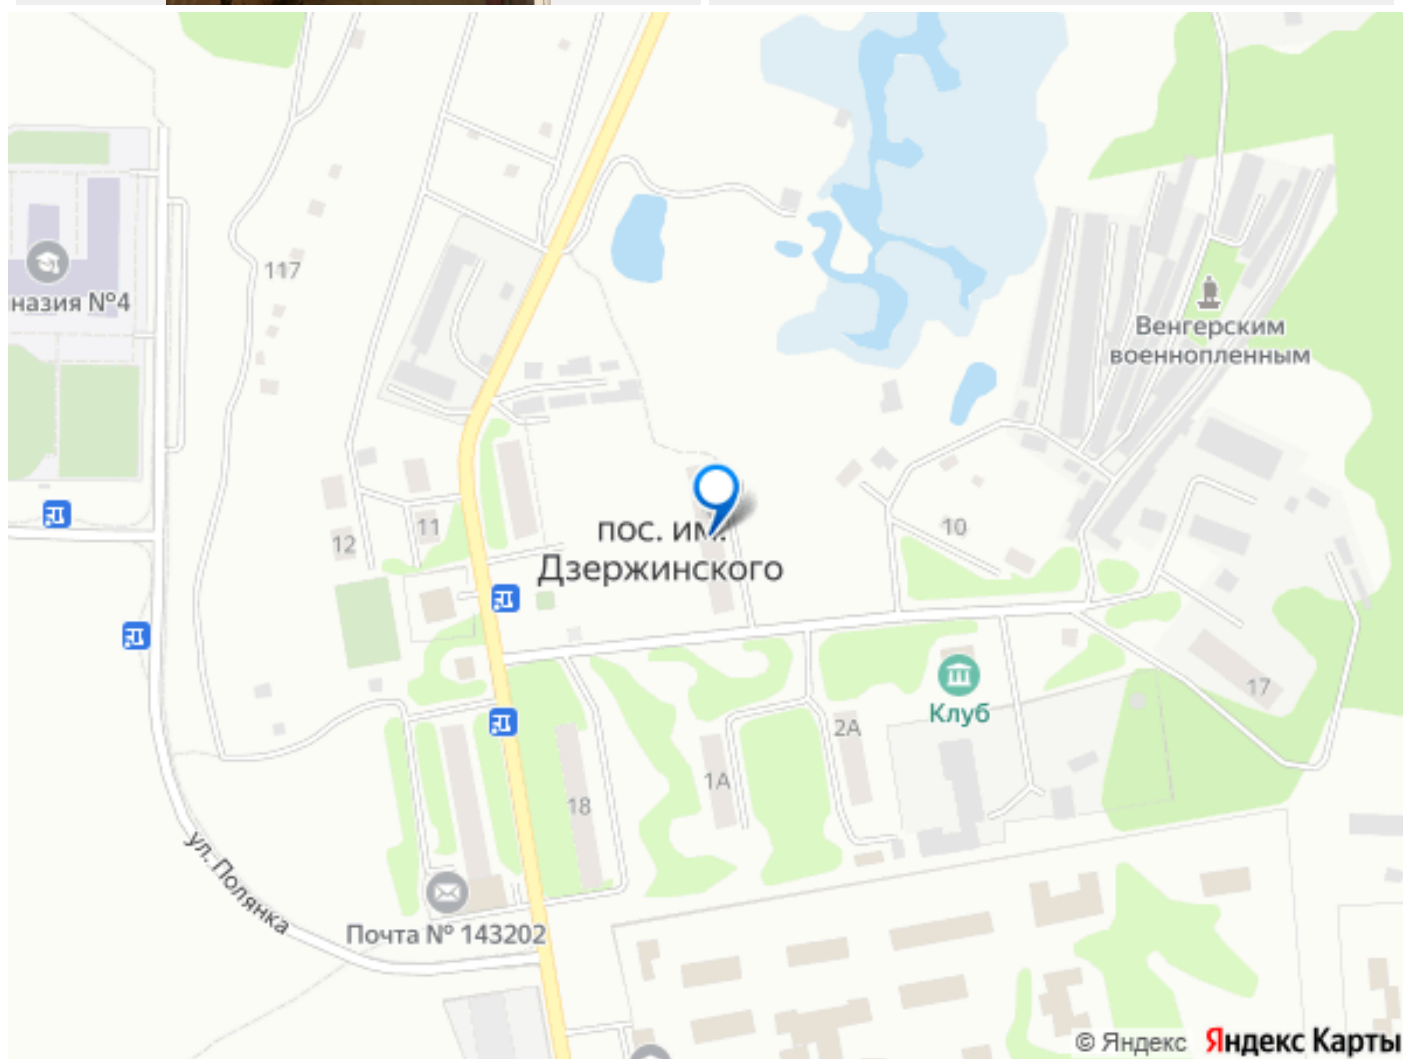 117
назия №4
Венгерским
военнопленным
12
11
10
пос. им.
Дзержинского
17
Клуб
2А
1А
18
ул. Полянка
Почта № 143202
© Яндекс Яндекс Карты